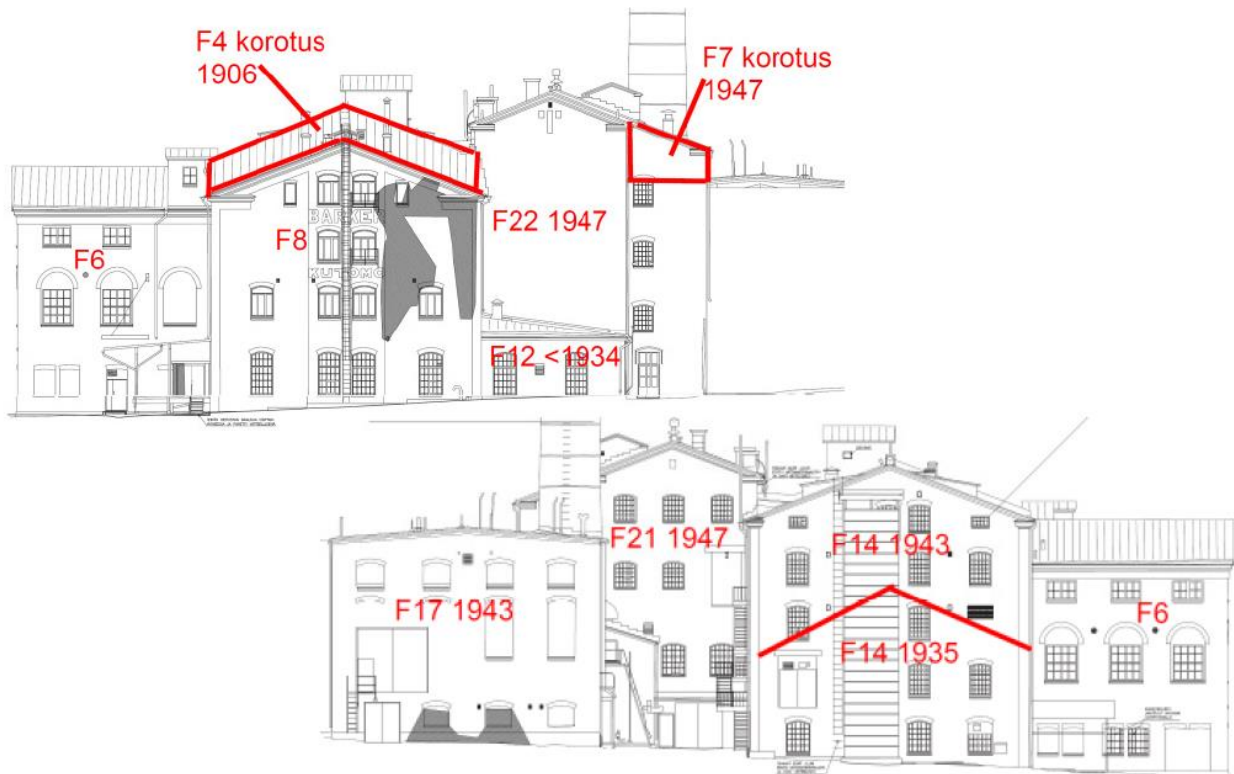 F4 korotus
1906
F7 korotus
1947
BARKER
KUTOMO
F8
F6
F22 1947
F12 <1934
F21 1947
F14 1943
F17 1943
F14 1935
F6